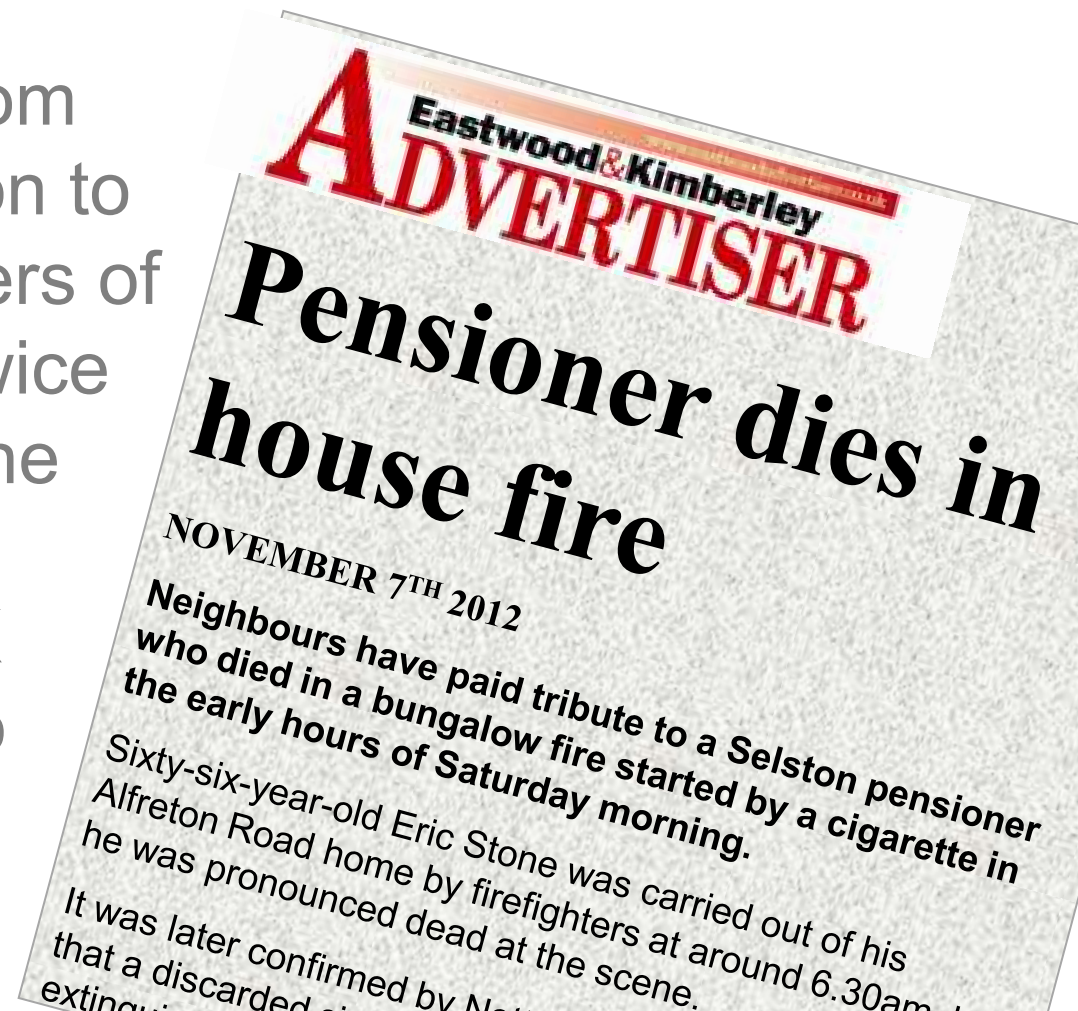 om
on to
ers of
vice
ne
Eastwood&Kimberley
ADVERTISER
Pensioner dies in
house fire
NOVEMBER 7TH 2012
Neighbours have paid tribute to a Selston pensioner
who died in a bungalow fire started by a cigarette in
the early hours of Saturday morning.
Sixty-six-year-old Eric Stone was carried out of his
Alfreton Road home by firefighters at around 6.30am
he was pronounced dead at the scene.
It was later confirmed by
that a discarded